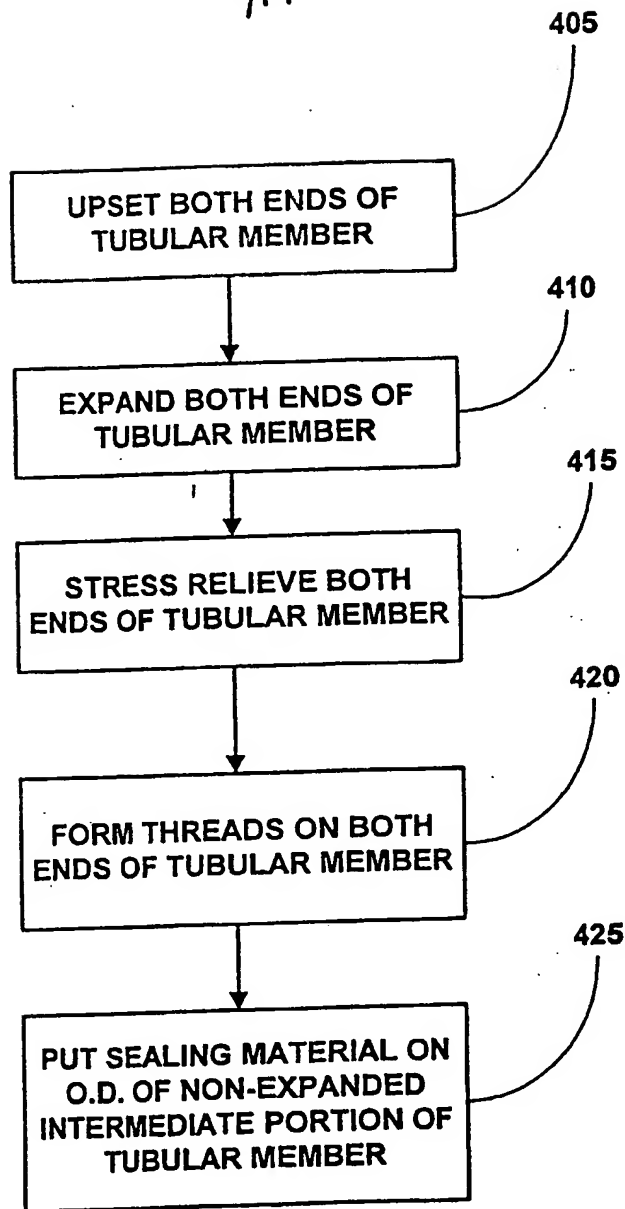 405
UPSET BOTH ENDS OF
TUBULAR MEMBER
410
EXPAND BOTH ENDS OF
TUBULAR MEMBER
415
STRESS RELIEVE BOTH
ENDS OF TUBULAR MEMBER
420
FORM THREADS ON BOTH
ENDS OF TUBULAR MEMBER
425
PUT SEALING MATERIAL ON
O.D. OF NON-EXPANDED
INTERMEDIATE PORTION OF
TUBULAR MEMBER